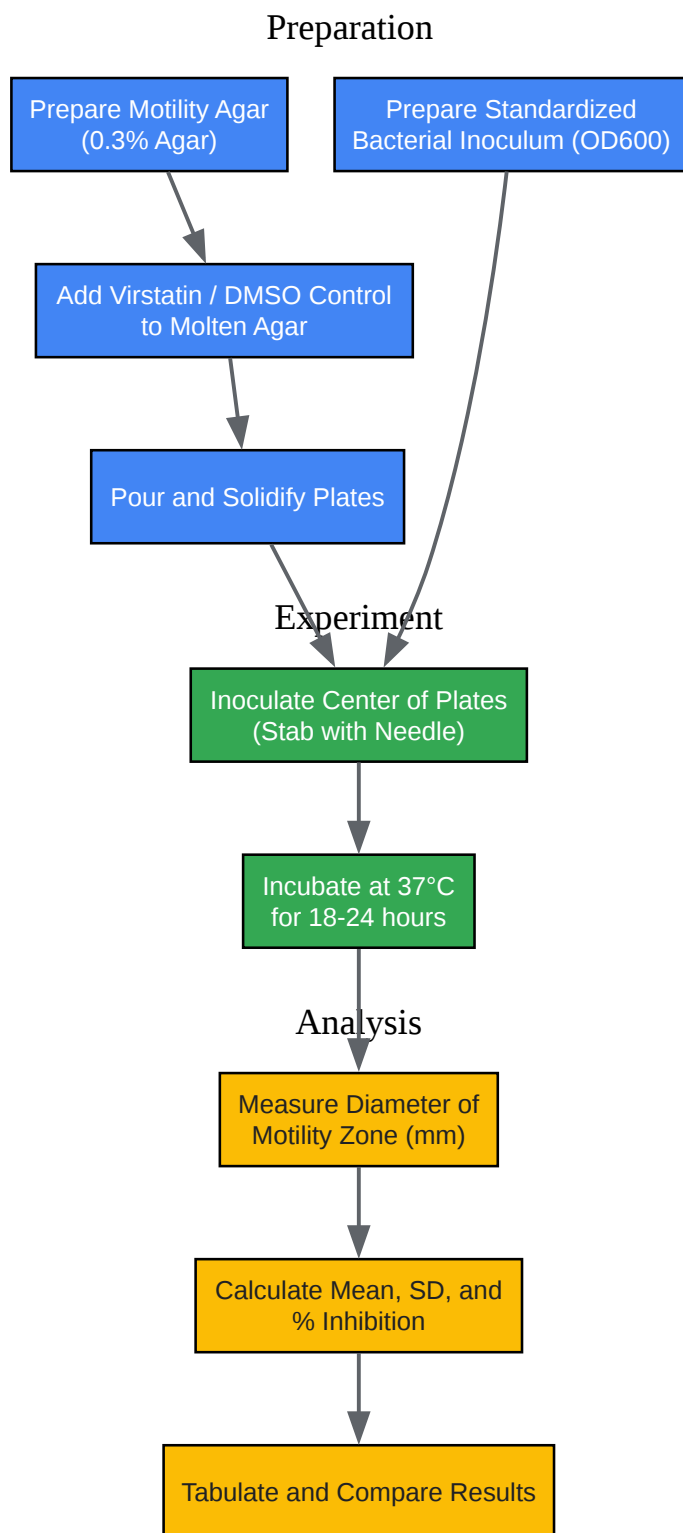 Preparation
Prepare Motility Agar
(0.3% Agar)
Prepare Standardized
Bacterial Inoculum (OD600)
Add Virstatin / DMSO Control
to Molten Agar
Pour and Solidify Plates
Experiment
Inoculate Center of Plates
(Stab with Needle)
Incubate at 37°C
for 18-24 hours
Analysis
Measure Diameter of
Motility Zone (mm)
Calculate Mean, SD, and
% Inhibition
Tabulate and Compare Results